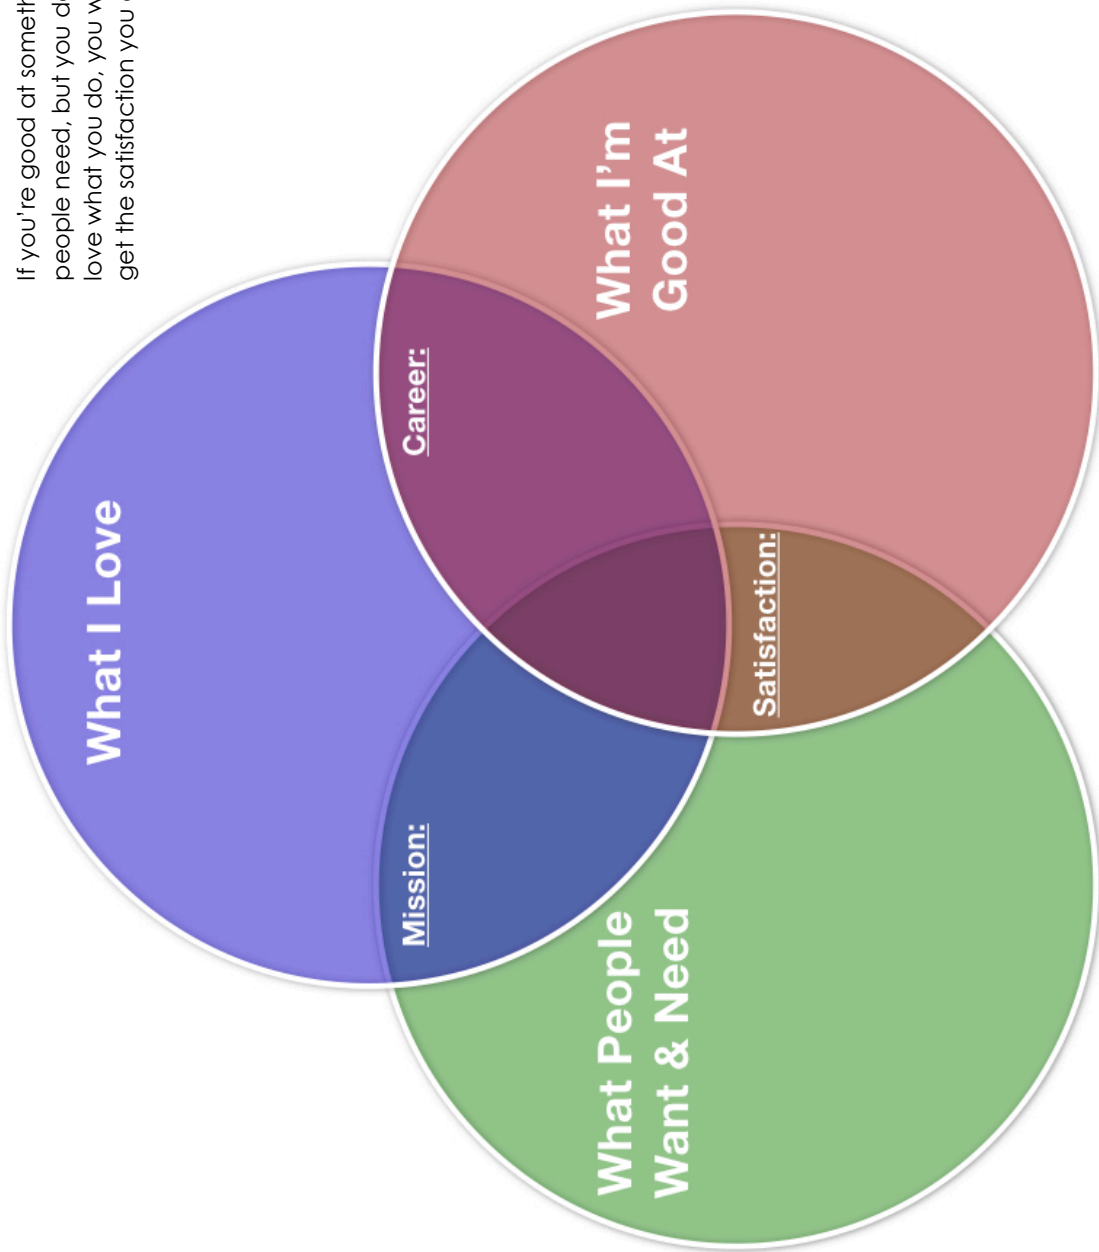 If you're good at someth
people need, but you d
love what you do, you w
get the satisfaction you
What I Love
Mission:
Career:
What People
Want & Need
What I'm
Good At
Satisfaction: